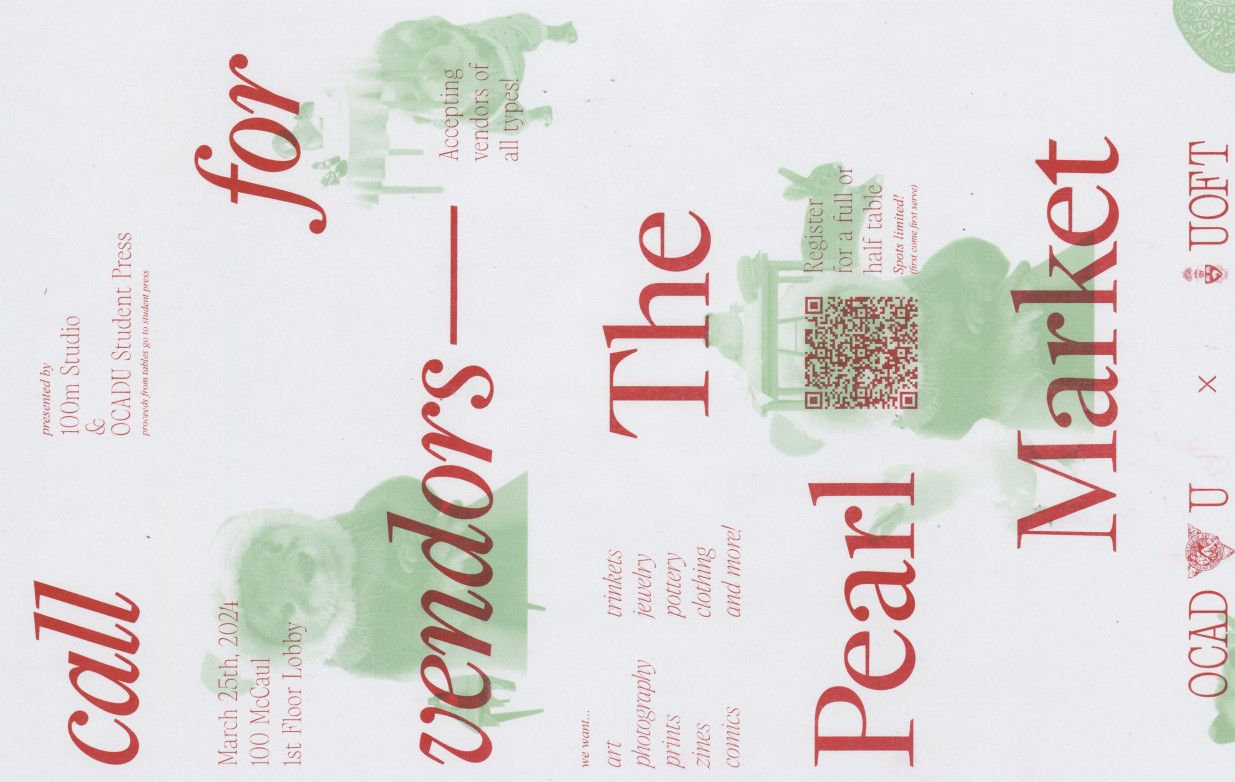 call
presented by
100m Studio
&
OCADU Student Press
proceeds from tables go to student press
March 25th, 2024
100 McCaul
1st Floor Lobby
for
vendors—
Accepting
vendors of
all types!
we want...
art
photography
prints
zines
comics
trinkets
jewelry
pottery
clothing
and more!
The
Pearl
Register
for a full or
half table
Spots limited!
(first come first serve)
Market
OCAD U × UOFT